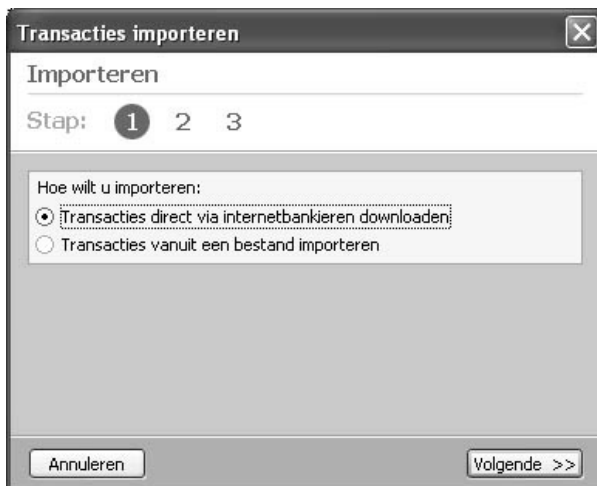 Transacties importeren
Importeren
Stap: 1 2 3
Hoe wilt u importeren:
Transacties direct via internetbankieren downloaden
Transacties vanuit een bestand importeren
Annuleren Volgende >>